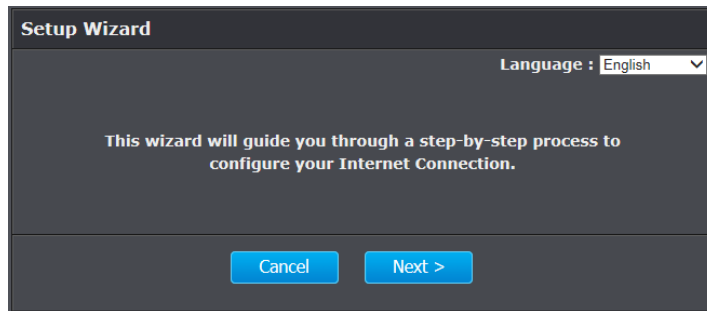 Setup Wizard
Language : English
This wizard will guide you through a step-by-step process to
configure your Internet Connection.
Cancel
Next >